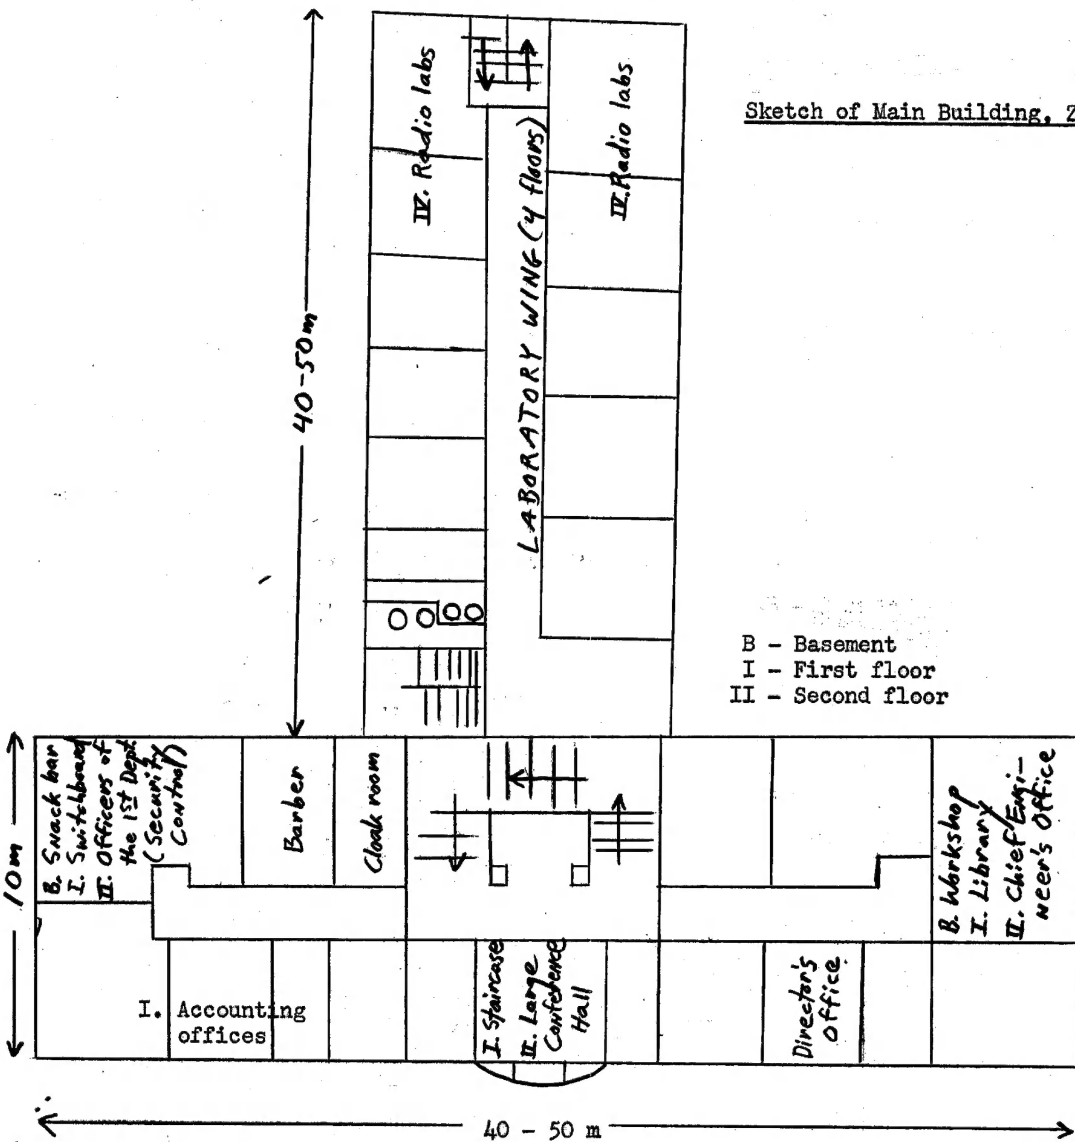 Sketch of Main Building, Z
40-50m
IV. Radio labs
LABORATORY WING (4 floors)
IV. Radio labs
B - Basement
I - First floor
II - Second floor
10m
B. Snack bar
I. Switchboard
II. Officers of
the 1st Dept.
(Security
Control)
Barber
Cloak room
B. Workshop
I. Library
II. Chief Engi-
neer's Office
I. Accounting
offices
I. Staircase
II. Large
Conference
Hall
Director's
Office
40 - 50 m